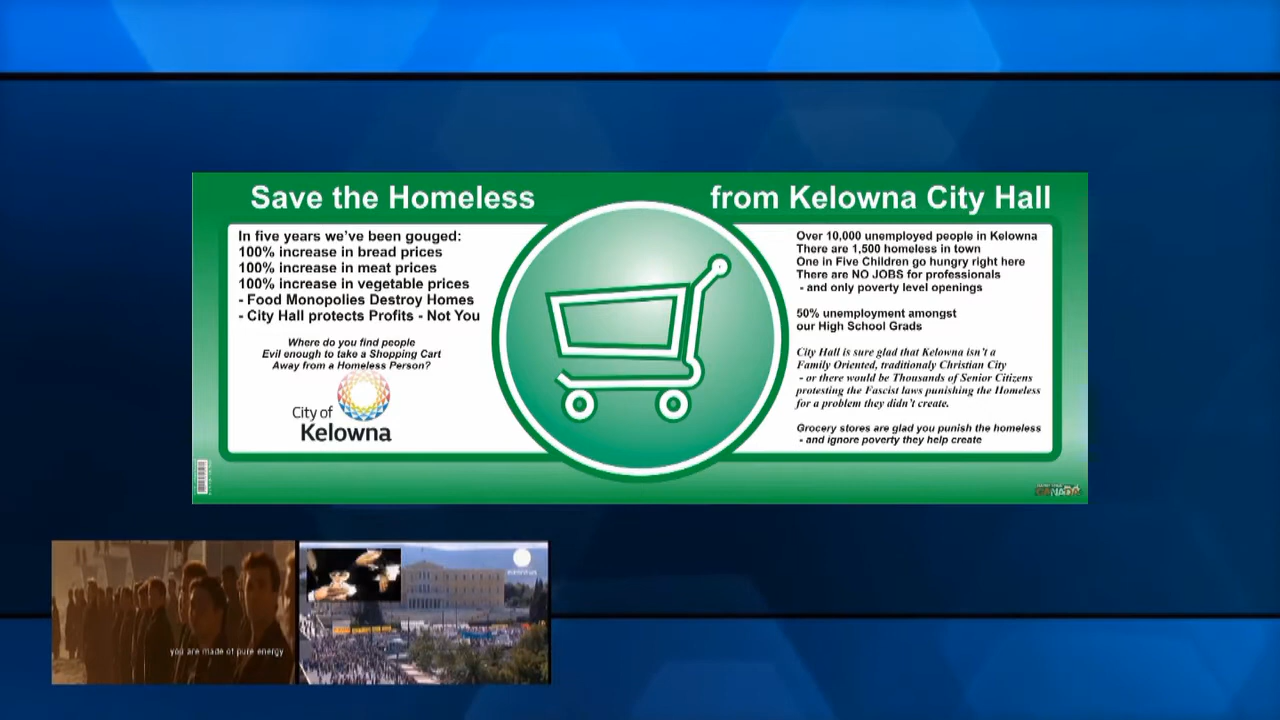 Save the Homeless from Kelowna City Hall
In five years we've been gouged:
100% increase in bread prices
100% increase in meat prices
100% increase in vegetable prices
- Food Monopolies Destroy Homes
- City Hall protects Profits - Not You
Where do you find people
Evil enough to take a Shopping Cart
Away from a Homeless Person?
City of
Kelowna
Over 10,000 unemployed people in Kelowna
There are 1,500 homeless in town
One in Five Children go hungry right here
There are NO JOBS for professionals
- and only poverty level openings
50% unemployment amongst
our High School Grads
City Hall is sure glad that Kelowna isn't a
Family Oriented, traditionaly Christian City
- or there would be Thousands of Senior Citizens
protesting the Fascist laws punishing the Homeless
for a problem they didn't create.
Grocery stores are glad you punish the homeless
- and ignore poverty they help create
CANADA
you are made of pure energy
euronews